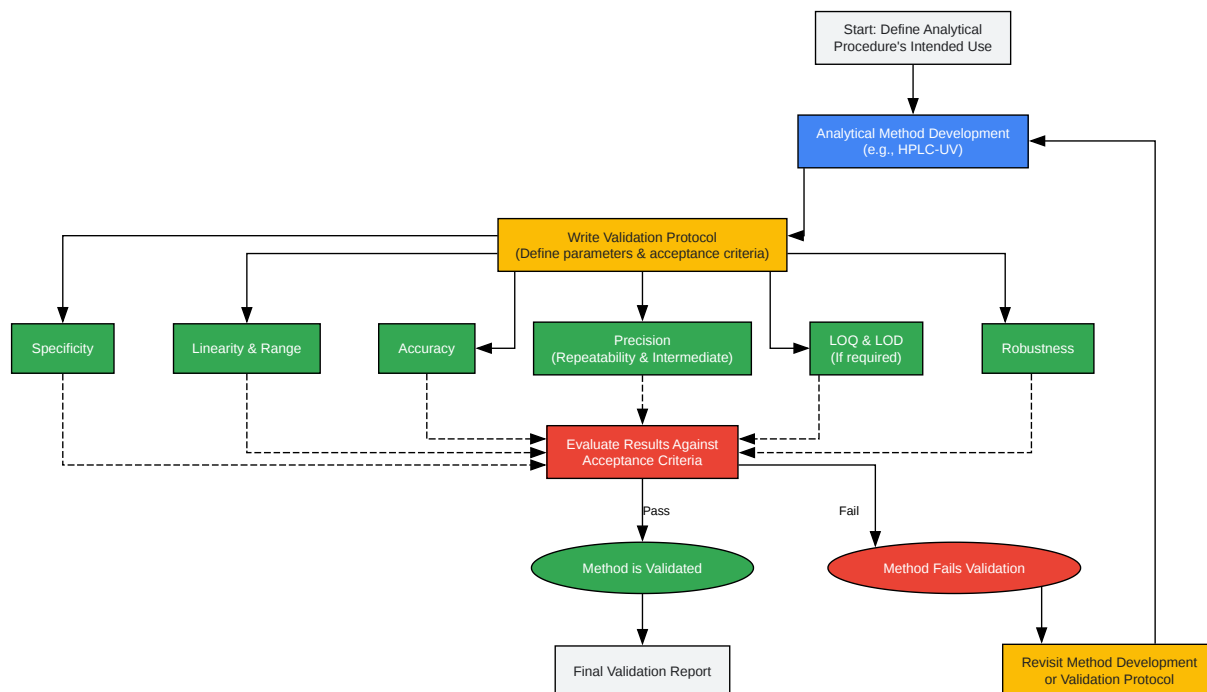 Start: Define Analytical
Procedure's Intended Use
Analytical Method Development
(e.g., HPLC-UV)
Write Validation Protocol
(Define parameters & acceptance criteria)
Specificity
Linearity & Range
Accuracy
Precision
(Repeatability & Intermediate)
LOQ & LOD
(If required)
Robustness
Evaluate Results Against
Acceptance Criteria
Pass
Fail
Method is Validated
Method Fails Validation
Final Validation Report
Revisit Method Development
or Validation Protocol